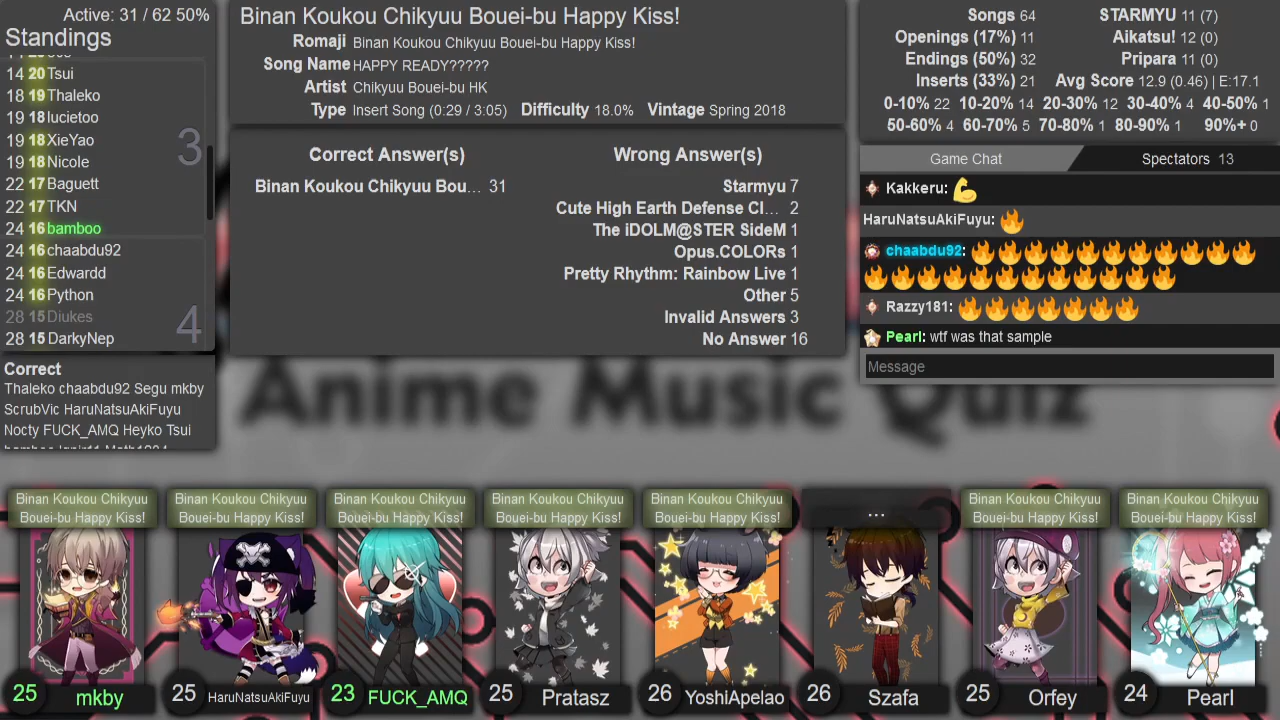 Active: 31 / 62 50%
Standings
14 20 Tsui
18 19 Thaleko
19 18 lucietoo
19 18 XieYao
19 18 Nicole
22 17 Baguett
22 17 TKN
24 16 bamboo
24 16 chaabdu92
24 16 Edwardd
24 16 Python
28 15 Diukes
28 15 DarkyNep
3
4
Correct
Thaleko chaabdu92 Segu mkby
ScrubVic HaruNatsuAkiFuyu
Nocty FUCK_AMQ Heyko Tsui
Binan Koukou Chikyuu Bouei-bu Happy Kiss!
Romaji Binan Koukou Chikyuu Bouei-bu Happy Kiss!
Song Name HAPPY READY?????
Artist Chikyuu Bouei-bu HK
Type Insert Song (0:29 / 3:05) Difficulty 18.0% Vintage Spring 2018
Correct Answer(s)
Binan Koukou Chikyuu Bou... 31
Wrong Answer(s)
Starmyu 7
Cute High Earth Defense Cl... 2
The iDOLM@STER SideM 1
Opus.COLORs 1
Pretty Rhythm: Rainbow Live 1
Other 5
Invalid Answers 3
No Answer 16
Songs 64 STARMYU 11 (7)
Openings (17%) 11 Aikatsu! 12 (0)
Endings (50%) 32 Pripara 11 (0)
Inserts (33%) 21 Avg Score 12.9 (0.46) | E:17.1
0-10% 22 10-20% 14 20-30% 12 30-40% 4 40-50% 1
50-60% 4 60-70% 5 70-80% 1 80-90% 1 90%+ 0
Game Chat Spectators 13
Kakkeru: 💪
HaruNatsuAkiFuyu: 🔥
chaabdu92: 🔥🔥🔥🔥🔥🔥🔥🔥🔥🔥🔥
🔥🔥🔥🔥🔥🔥🔥🔥🔥🔥🔥🔥
Razzy181: 🔥🔥🔥🔥🔥🔥🔥
Pearl: wtf was that sample
Message
Anime Music Quiz
Binan Koukou Chikyuu
Bouei-bu Happy Kiss!
Binan Koukou Chikyuu
Bouei-bu Happy Kiss!
Binan Koukou Chikyuu
Bouei-bu Happy Kiss!
Binan Koukou Chikyuu
Bouei-bu Happy Kiss!
Binan Koukou Chikyuu
Bouei-bu Happy Kiss!
...
Binan Koukou Chikyuu
Bouei-bu Happy Kiss!
Binan Koukou Chikyuu
Bouei-bu Happy Kiss!
25 mkby
25 HaruNatsuAkiFuyu
23 FUCK_AMQ
25 Pratasz
26 YoshiApelao
26 Szafa
25 Orfey
24 Pearl